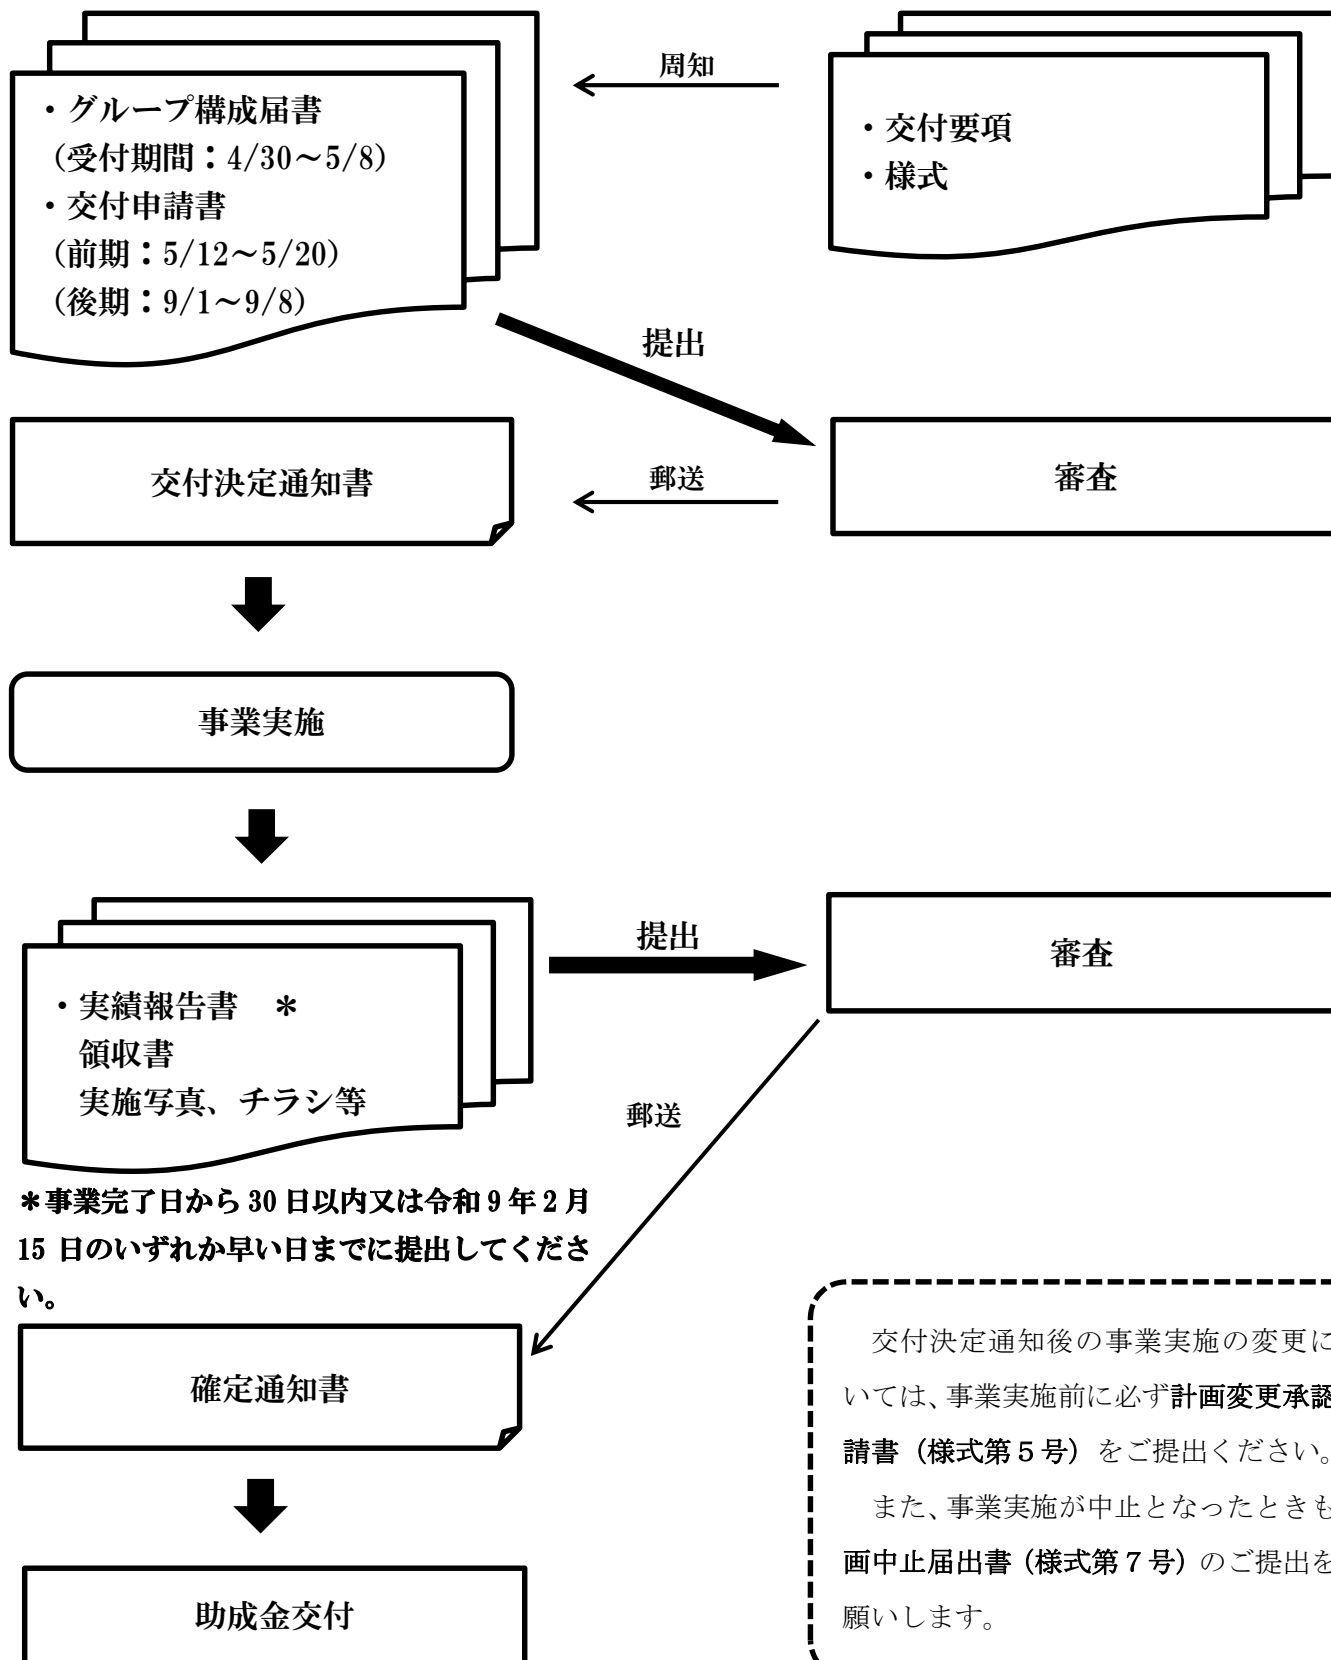 周知
・グループ構成届書
(受付期間：4/30～5/8)
・交付申請書
(前期：5/12～5/20)
(後期：9/1～9/8)
・交付要項
・様式
提出
交付決定通知書
郵送
審査
事業実施
提出
審査
・実績報告書　＊
領収書
実施写真、チラシ等
郵送
＊事業完了日から 30 日以内又は令和 9 年 2 月
15 日のいずれか早い日までに提出してくださ
い。
確定通知書
交付決定通知後の事業実施の変更に
いては、事業実施前に必ず計画変更承認
請書（様式第５号）をご提出ください。
また、事業実施が中止となったときも
画中止届出書（様式第７号）のご提出を
願いします。
助成金交付